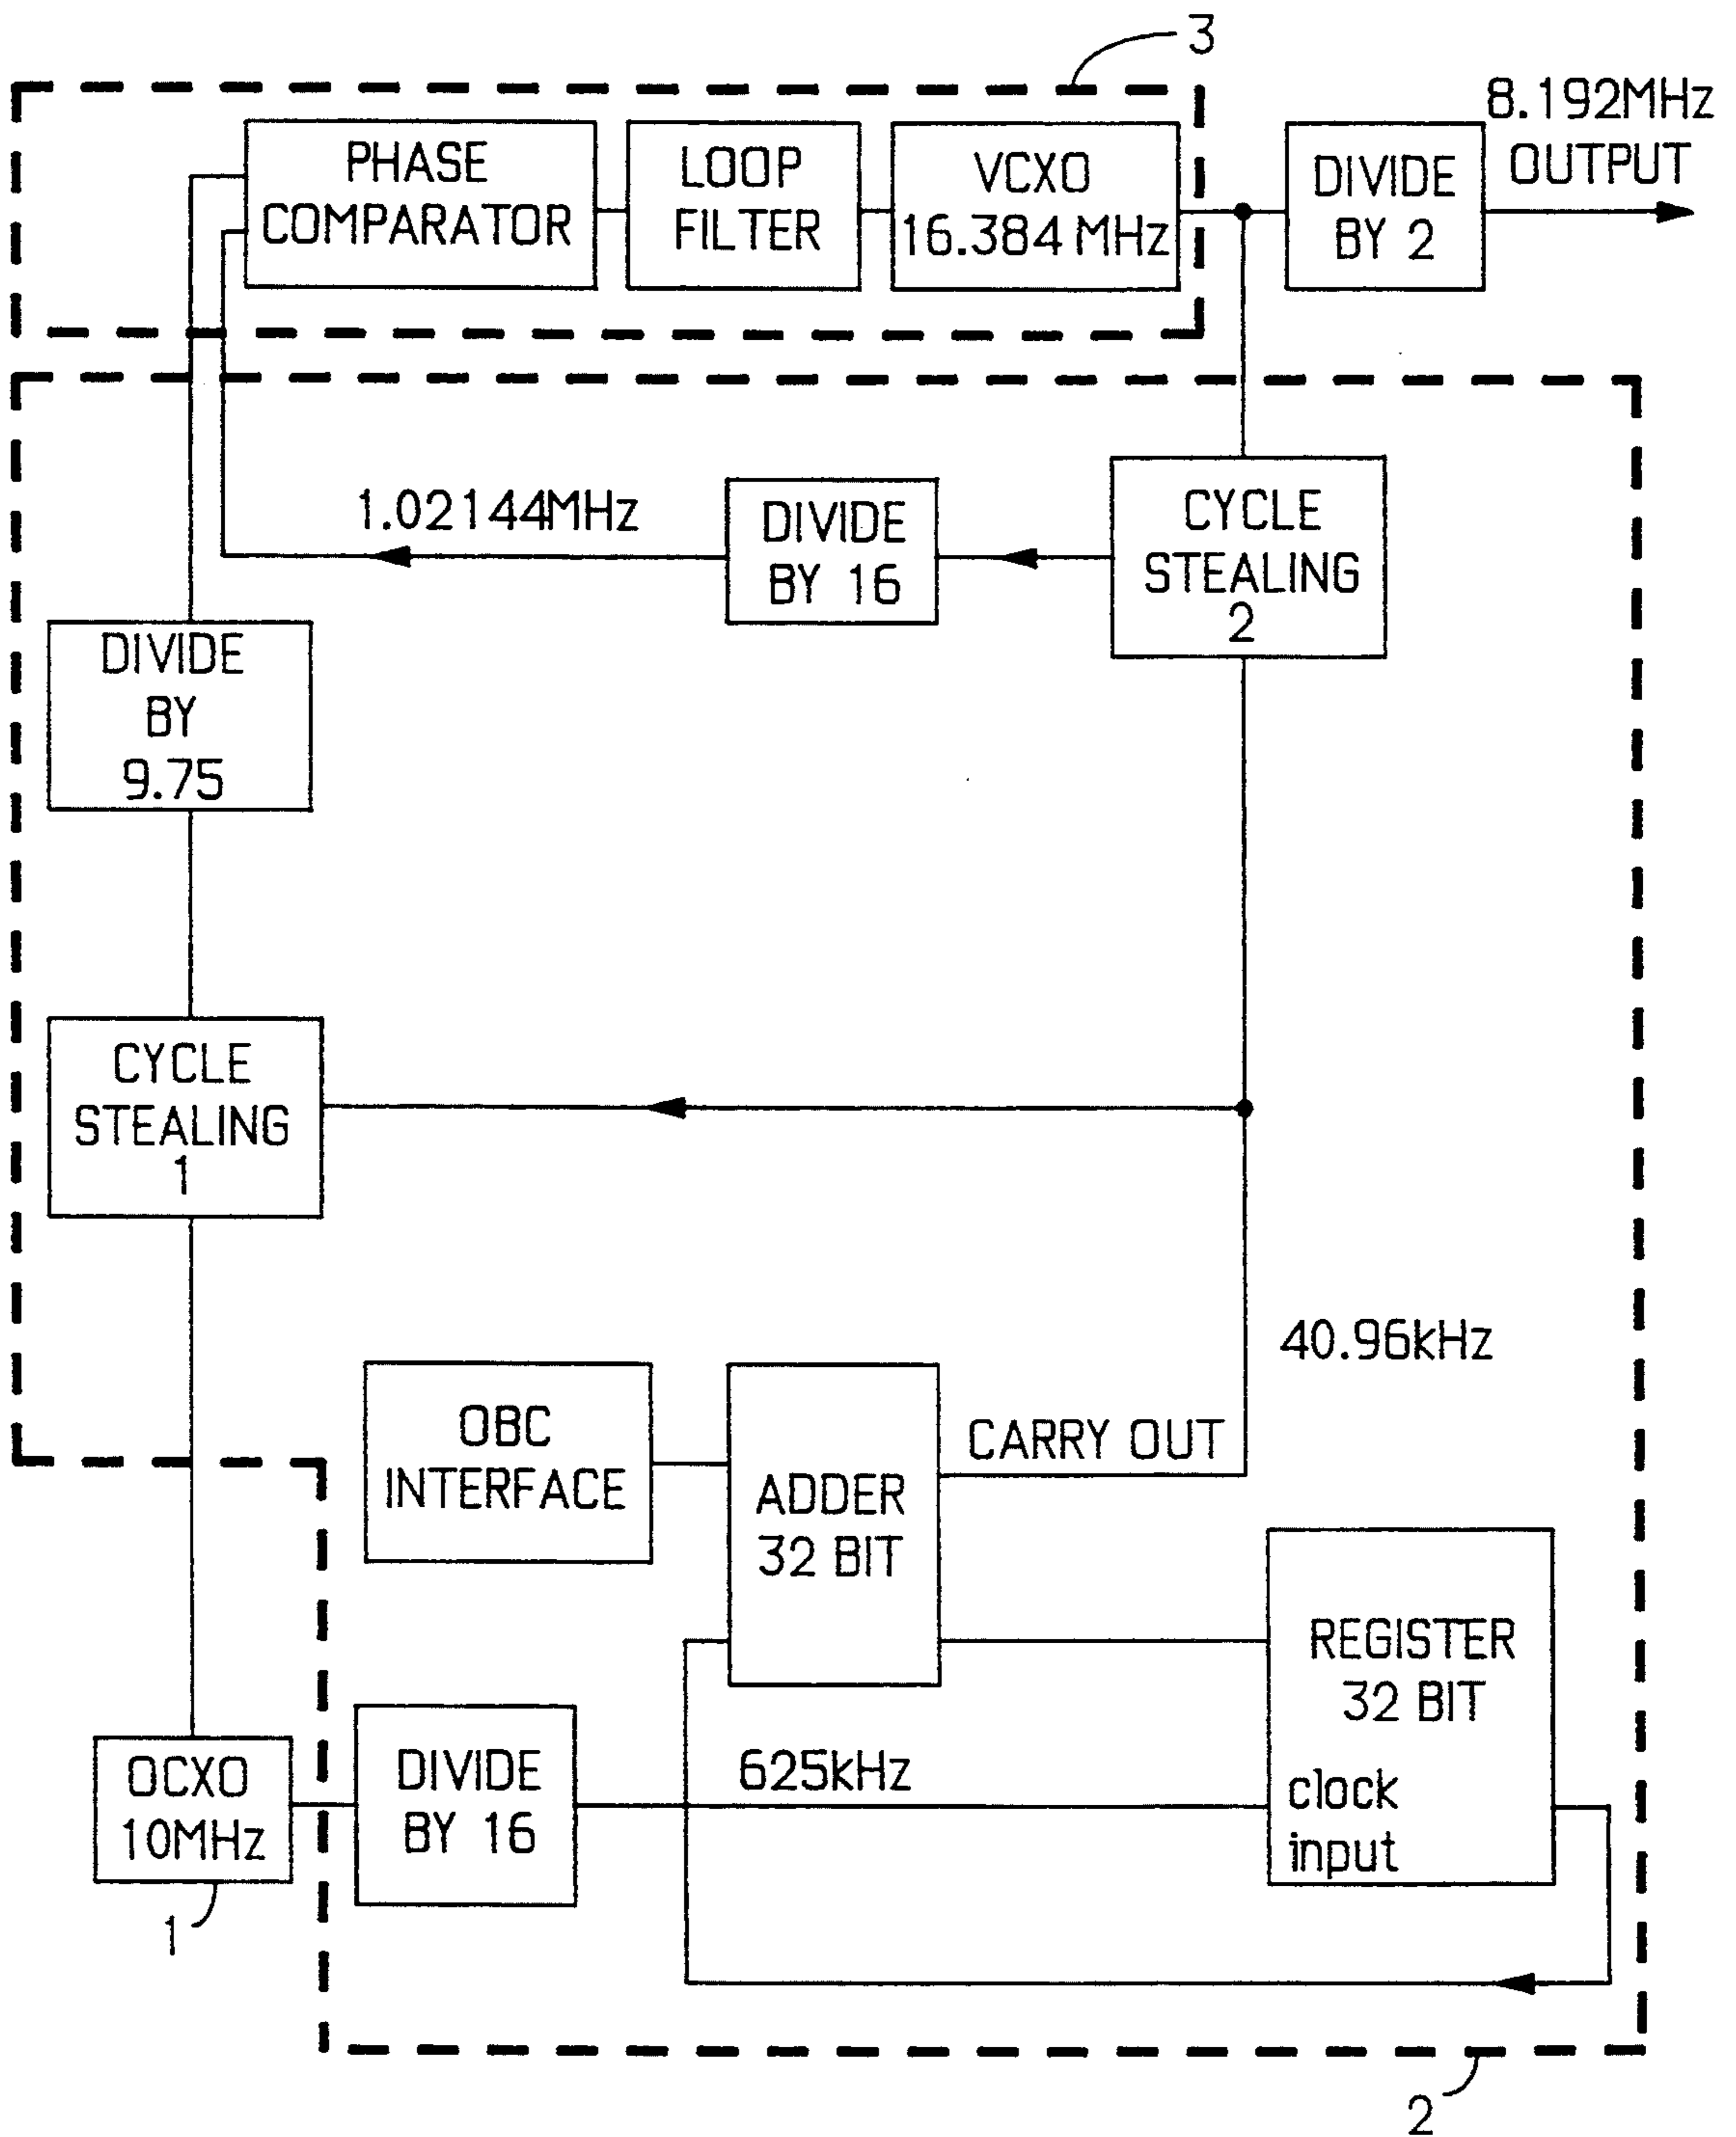 3
8.192MHz
OUTPUT
PHASE
COMPARATOR
LOOP
FILTER
VCXO
16.384 MHz
DIVIDE
BY 2
1.02144MHz
DIVIDE
BY 16
CYCLE
STEALING
2
DIVIDE
BY
9.75
CYCLE
STEALING
1
40.96kHz
OBC
INTERFACE
ADDER
32 BIT
CARRY OUT
REGISTER
32 BIT
clock
input
OCXO
10MHz
DIVIDE
BY 16
625kHz
1
2